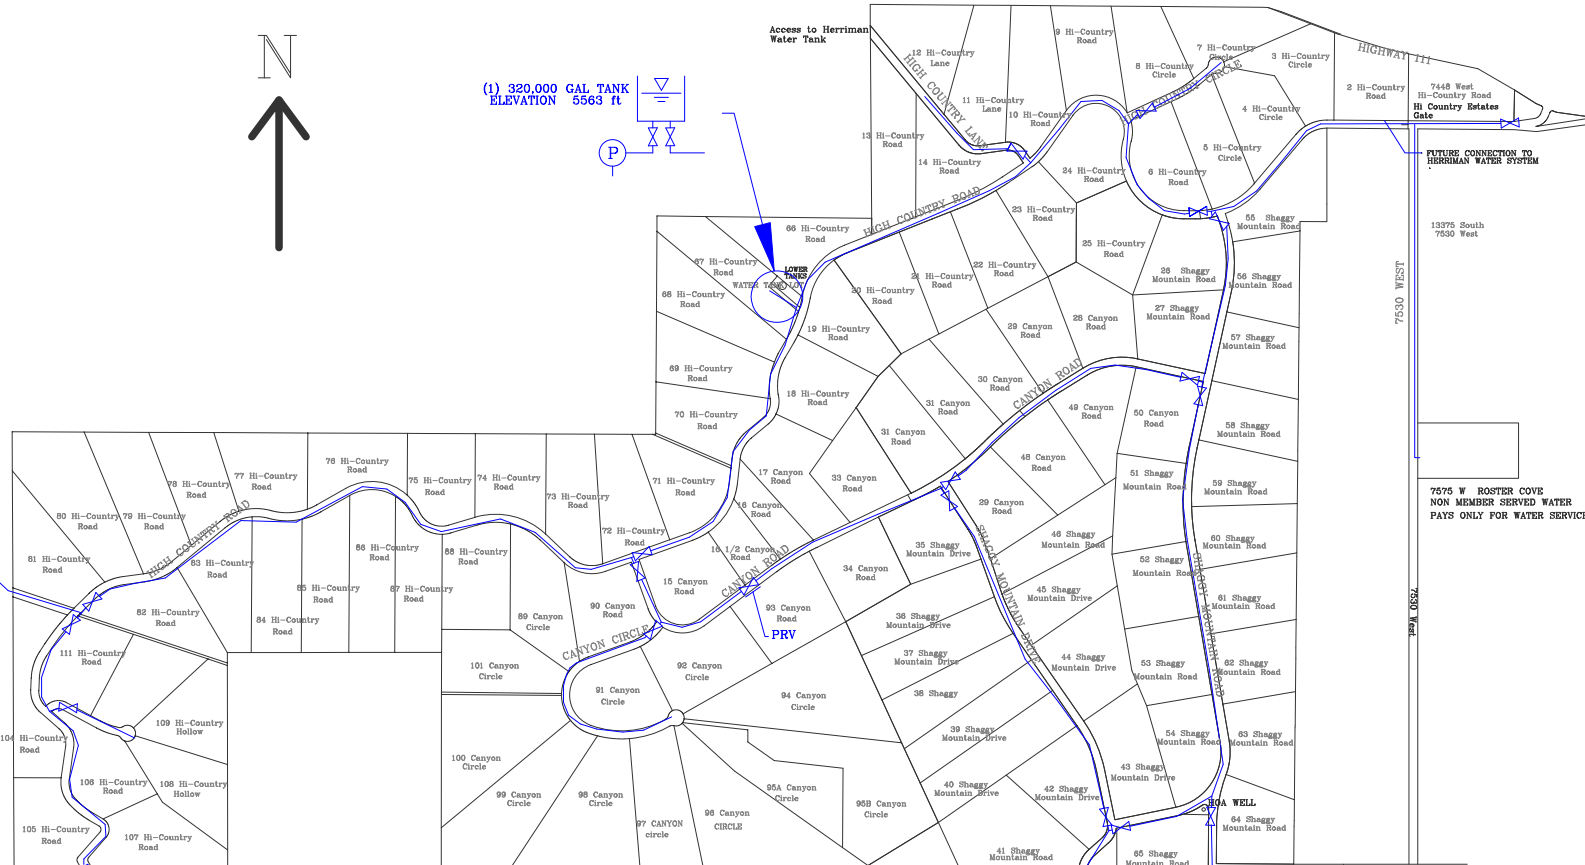 N
(1) 320,000 GAL TANK
ELEVATION 5563 ft
P
Access to Herriman
Water Tank
HIGH COUNTRY LANE
12 Hi-Country
Lane
9 Hi-Country
Road
7 Hi-Country
Circle
8 Hi-Country
Circle
HIGH COUNTRY CIRCLE
3 Hi-Country
Circle
HIGHWAY 111
2 Hi-Country
Road
7448 West
Hi-Country Road
Hi Country Estates
Gate
11 Hi-Country
Lane
10 Hi-Country
Road
4 Hi-Country
Circle
13 Hi-Country
Road
14 Hi-Country
Road
5 Hi-Country
Circle
6 Hi-Country
Road
24 Hi-Country
Road
FUTURE CONNECTION TO
HERRIMAN WATER SYSTEM
HIGH COUNTRY ROAD
23 Hi-Country
Road
55 Shaggy
Mountain Road
13375 South
7530 West
66 Hi-Country
Road
25 Hi-Country
Road
67 Hi-Country
Road
LOWER
TANKS
WATER TANK LOT
22 Hi-Country
Road
21 Hi-Country
Road
20 Hi-Country
Road
26 Shaggy
Mountain Road
56 Shaggy
Mountain Road
7530 WEST
68 Hi-Country
Road
27 Shaggy
Mountain Road
28 Canyon
Road
29 Canyon
Road
19 Hi-Country
Road
57 Shaggy
Mountain Road
69 Hi-Country
Road
CANYON ROAD
30 Canyon
Road
18 Hi-Country
Road
31 Canyon
Road
49 Canyon
Road
50 Canyon
Road
70 Hi-Country
Road
31 Canyon
Road
58 Shaggy
Mountain Road
48 Canyon
Road
76 Hi-Country
Road
77 Hi-Country
Road
78 Hi-Country
Road
75 Hi-Country
Road
74 Hi-Country
Road
73 Hi-Country
Road
71 Hi-Country
Road
17 Canyon
Road
33 Canyon
Road
51 Shaggy
Mountain Road
59 Shaggy
Mountain Road
7575 W ROSTER COVE
NON MEMBER SERVED WATER
PAYS ONLY FOR WATER SERVICE
16 Canyon
Road
29 Canyon
Road
80 Hi-Country
Road
79 Hi-Country
Road
HIGH COUNTRY ROAD
72 Hi-Country
Road
16 1/2 Canyon
Road
35 Shaggy
Mountain Drive
46 Shaggy
Mountain Road
60 Shaggy
Mountain Road
81 Hi-Country
Road
83 Hi-Country
Road
86 Hi-Country
Road
88 Hi-Country
Road
15 Canyon
Road
CANYON ROAD
34 Canyon
Road
SHAGGY MOUNTAIN DRIVE
52 Shaggy
Mountain Road
SHAGGY MOUNTAIN ROAD
85 Hi-Country
Road
87 Hi-Country
Road
45 Shaggy
Mountain Drive
61 Shaggy
Mountain Road
7530 West
82 Hi-Country
Road
84 Hi-Country
Road
89 Canyon
Circle
90 Canyon
Road
93 Canyon
Road
36 Shaggy
Mountain Drive
PRV
CANYON CIRCLE
111 Hi-Country
Road
101 Canyon
Circle
92 Canyon
Circle
37 Shaggy
Mountain Drive
44 Shaggy
Mountain Drive
53 Shaggy
Mountain Road
62 Shaggy
Mountain Road
91 Canyon
Circle
94 Canyon
Circle
38 Shaggy
109 Hi-Country
Hollow
104 Hi-Country
Road
39 Shaggy
Mountain Drive
54 Shaggy
Mountain Road
63 Shaggy
Mountain Road
100 Canyon
Circle
106 Hi-Country
Road
108 Hi-Country
Hollow
99 Canyon
Circle
98 Canyon
Circle
95A Canyon
Circle
40 Shaggy
Mountain Drive
43 Shaggy
Mountain Drive
42 Shaggy
Mountain Drive
HOA WELL
105 Hi-Country
Road
107 Hi-Country
Road
97 CANYON
circle
96 Canyon
CIRCLE
95B Canyon
Circle
64 Shaggy
Mountain Road
41 Shaggy
Mountain Road
65 Shaggy
Mountain Road